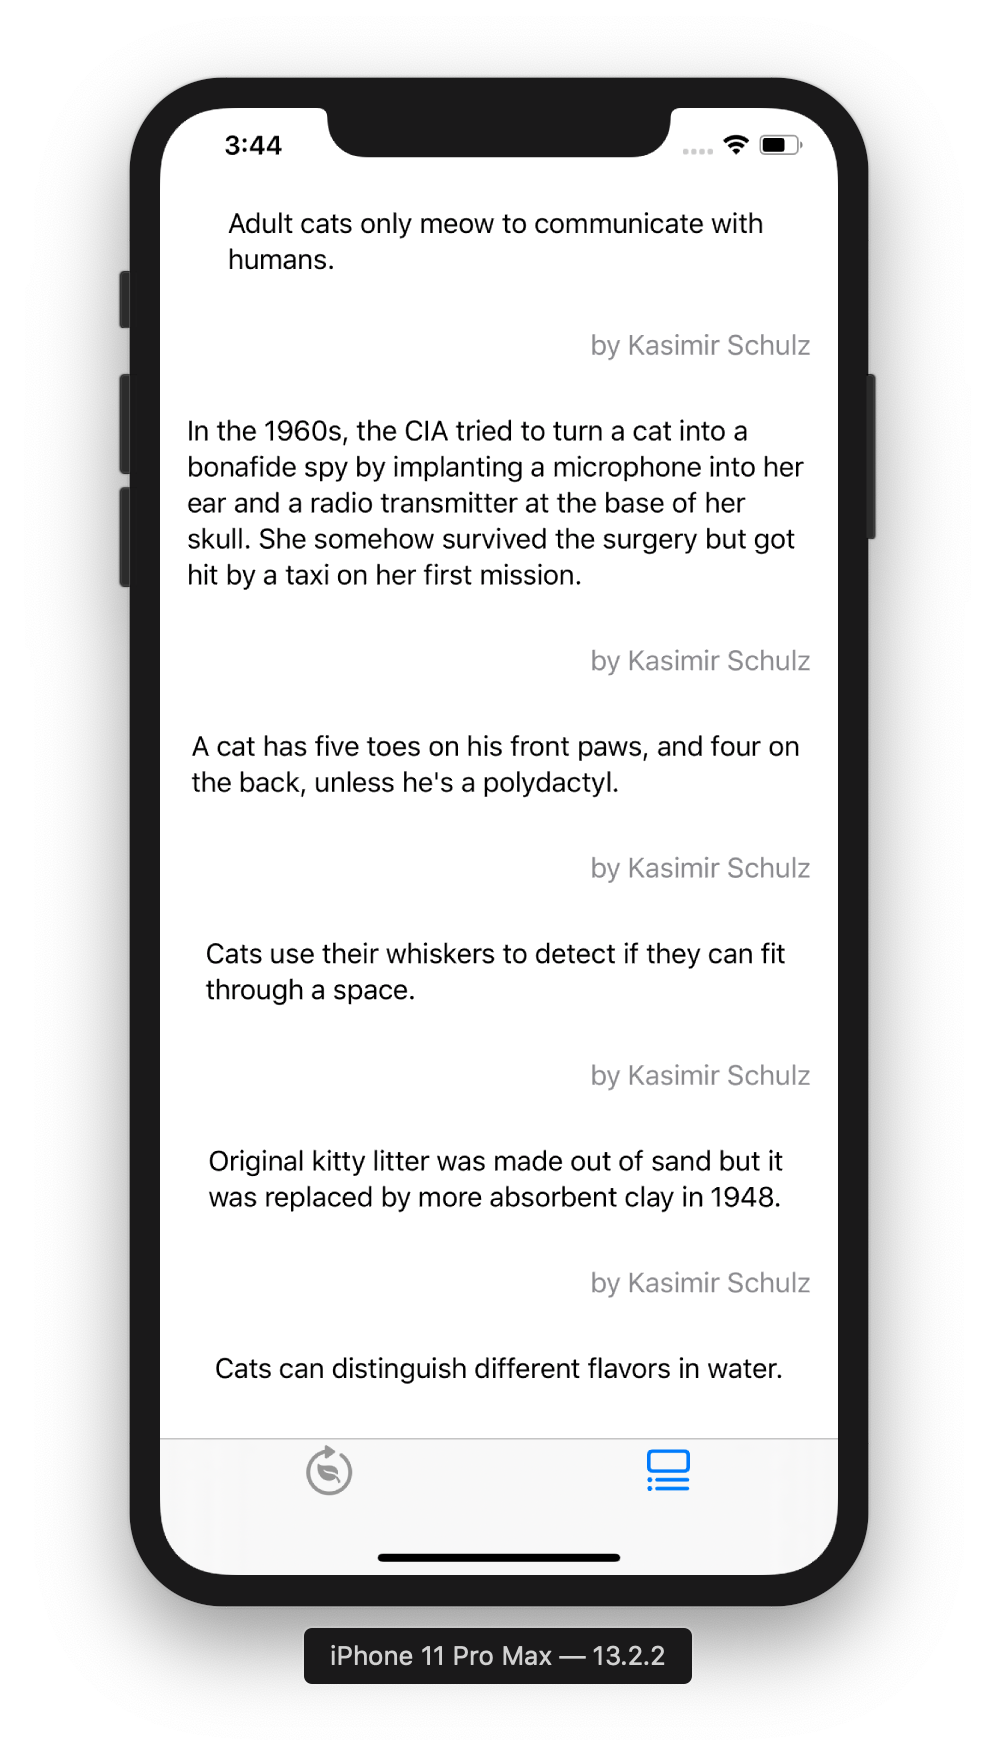 3:44
Adult cats only meow to communicate with
humans.
by Kasimir Schulz
In the 1960s, the CIA tried to turn a cat into a
bonafide spy by implanting a microphone into her
ear and a radio transmitter at the base of her
skull. She somehow survived the surgery but got
hit by a taxi on her first mission.
by Kasimir Schulz
A cat has five toes on his front paws, and four on
the back, unless he's a polydactyl.
by Kasimir Schulz
Cats use their whiskers to detect if they can fit
through a space.
by Kasimir Schulz
Original kitty litter was made out of sand but it
was replaced by more absorbent clay in 1948.
by Kasimir Schulz
Cats can distinguish different flavors in water.
iPhone 11 Pro Max — 13.2.2